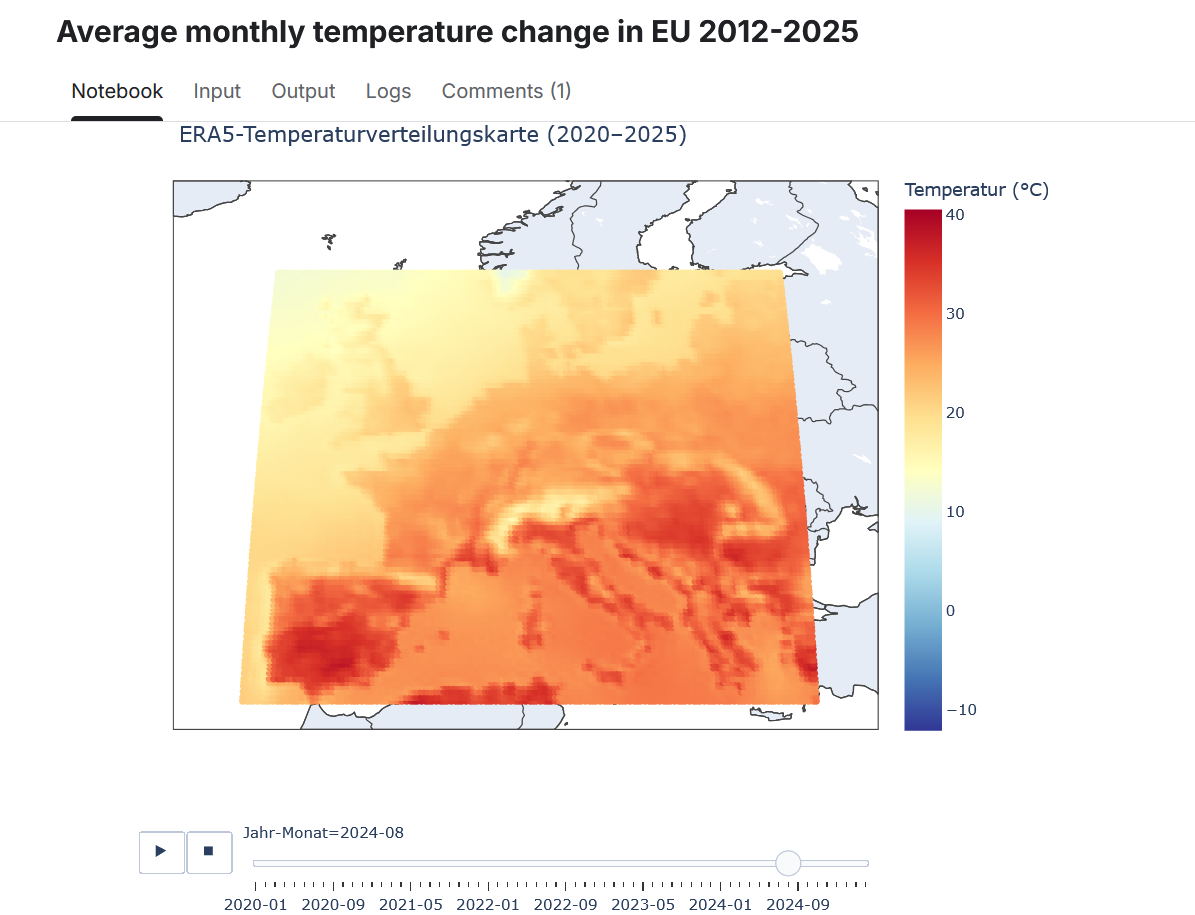 Average monthly temperature change in EU 2012-2025
Notebook Input Output Logs Comments (1)
ERA5-Temperaturverteilungskarte (2020–2025)
Temperatur (°C)
40
30
20
10
0
−10
Jahr-Monat=2024-08
2020-01 2020-09 2021-05 2022-01 2022-09 2023-05 2024-01 2024-09